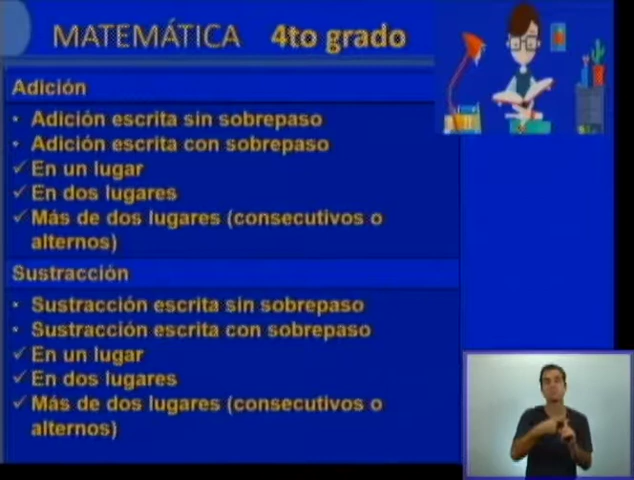 MATEMÁTICA 4to grado
Adición
• Adición escrita sin sobrepaso
• Adición escrita con sobrepaso
✓ En un lugar
✓ En dos lugares
✓ Más de dos lugares (consecutivos o
alternos)
Sustracción
• Sustracción escrita sin sobrepaso
• Sustracción escrita con sobrepaso
✓ En un lugar
✓ En dos lugares
✓ Más de dos lugares (consecutivos o
alternos)